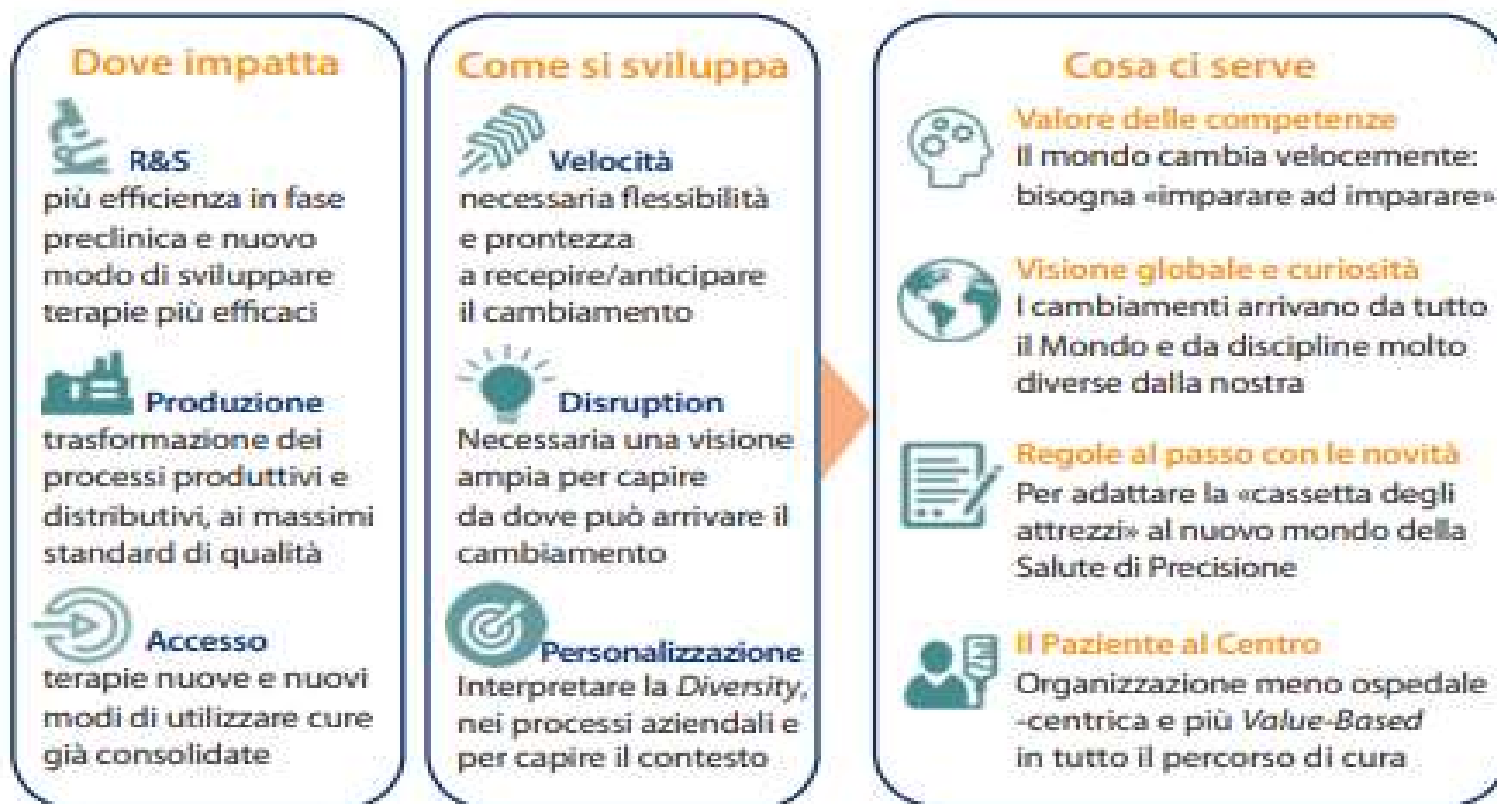 Dove impatta
R&S
più efficienza in fase
preclinica e nuovo
modo di sviluppare
terapie più efficaci
Produzione
trasformazione dei
processi produttivi e
distributivi, ai massimi
standard di qualità
Accesso
terapie nuove e nuovi
modi di utilizzare cure
già consolidate
Come si sviluppa
Velocità
necessaria flessibilità
e prontezza
a recepire/anticipare
il cambiamento
Disruption
Necessaria una visione
ampia per capire
da dove può arrivare il
cambiamento
Personalizzazione
Interpretare la Diversity,
nei processi aziendali e
per capire il contesto
Cosa ci serve
Valore delle competenze
Il mondo cambia velocemente:
bisogna «imparare ad imparare»
Visione globale e curiosità
I cambiamenti arrivano da tutto
il Mondo e da discipline molto
diverse dalla nostra
Regole al passo con le novità
Per adattare la «cassetta degli
attrezzi» al nuovo mondo della
Salute di Precisione
Il Paziente al Centro
Organizzazione meno ospedale
-centrica e più Value-Based
in tutto il percorso di cura